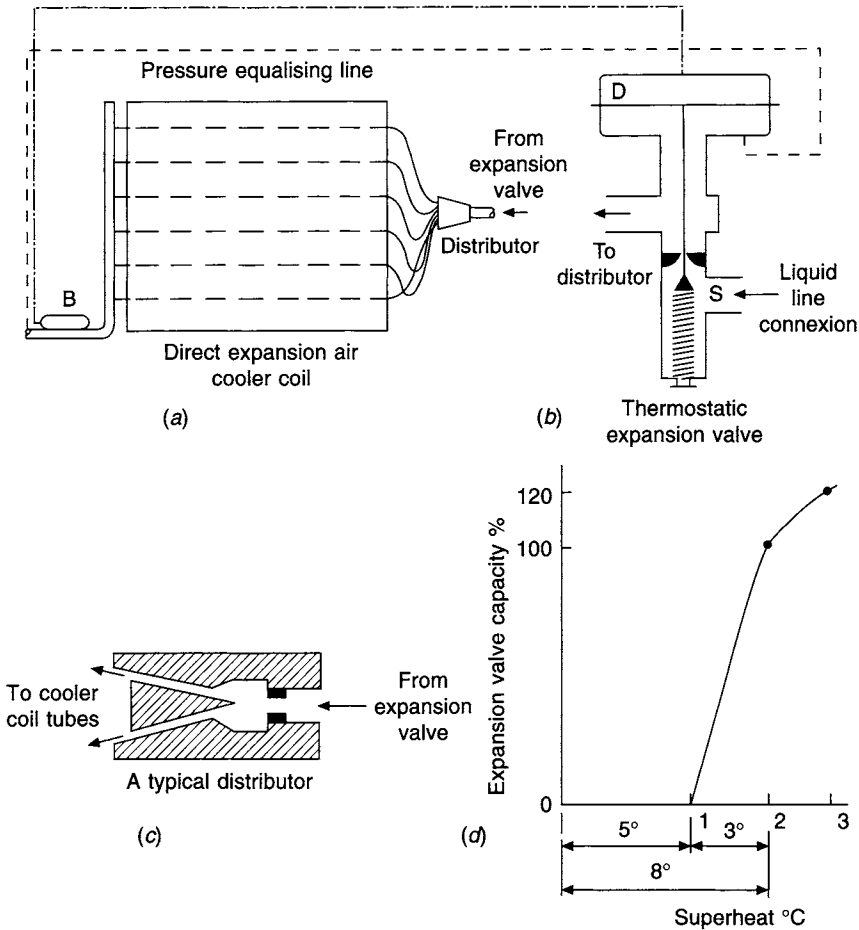 Pressure equalising line
From
expansion
valve
Distributor
B
Direct expansion air
cooler coil
(a)
D
To
distributor
S
Liquid
line
connexion
(b)
Thermostatic
expansion valve
To cooler
coil tubes
From
expansion
valve
A typical distributor
(c)
Expansion valve capacity %
120
100
0
1
2
3
5°
3°
8°
Superheat °C
(d)